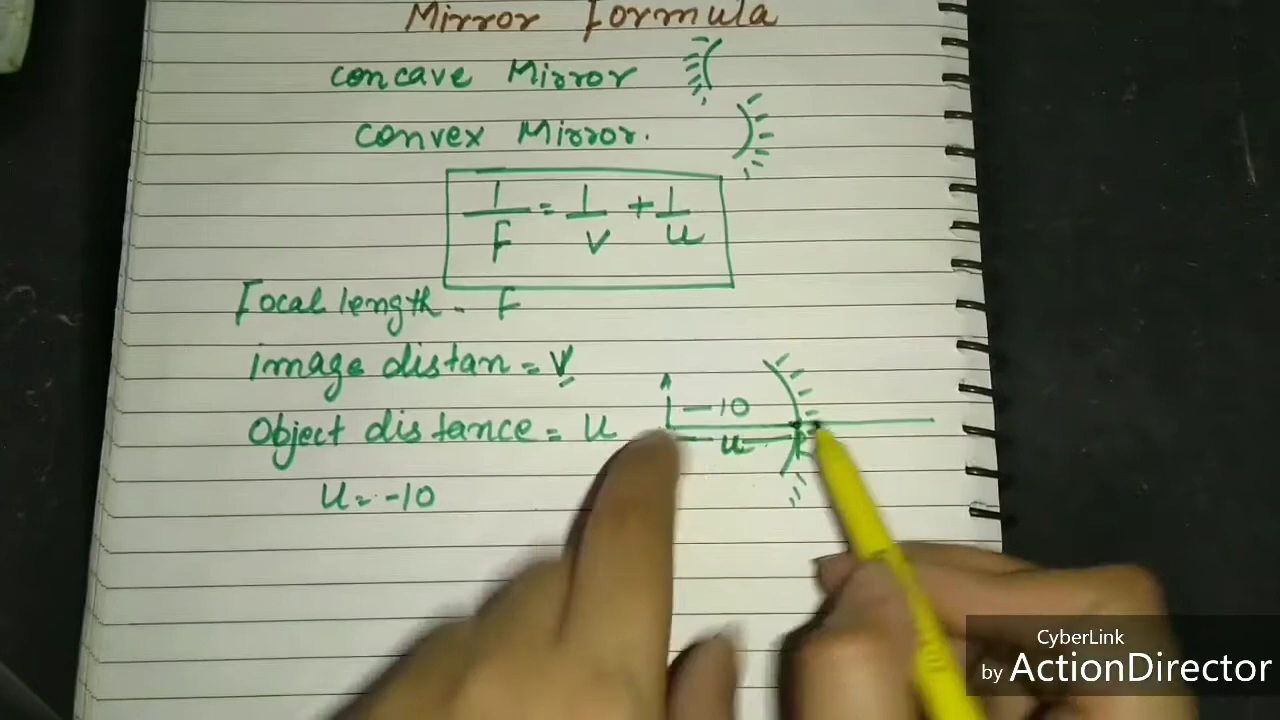 Mirror Formula
concave Mirror
convex Mirror.
1/F = 1/V + 1/u
Focal length - F
image distan = V
Object distance = u
u = -10
-10
u
CyberLink
by ActionDirector